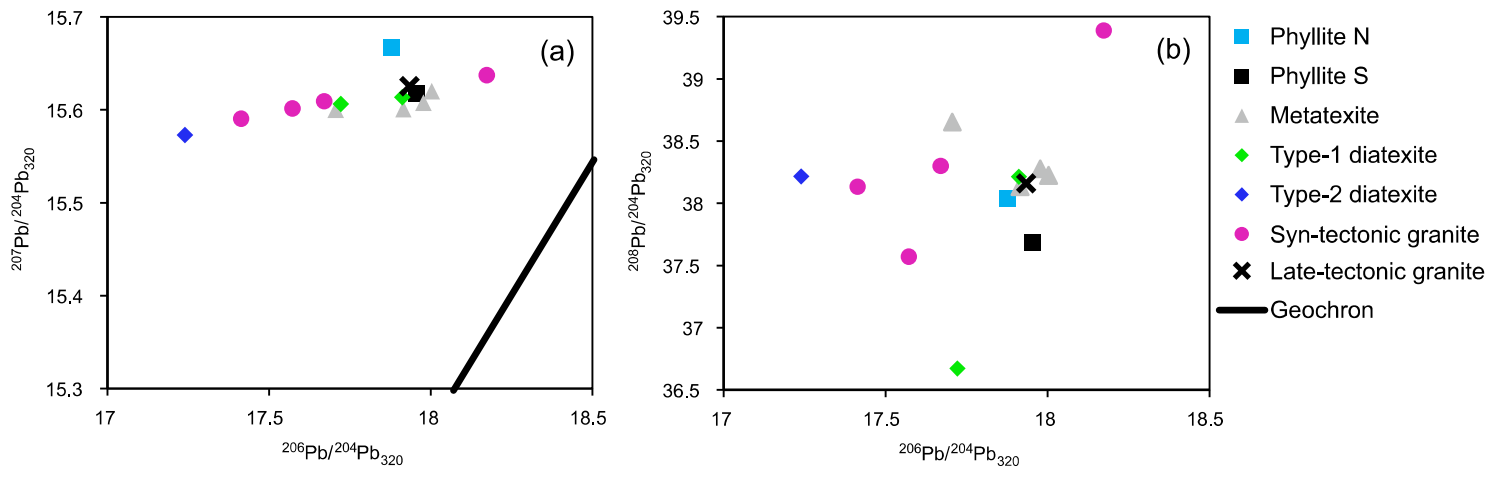 15.7
15.6
15.5
15.4
15.3
17
17.5
18
18.5
(a)
²⁰⁷Pb/²⁰⁴Pb₃₂₀
²⁰⁶Pb/²⁰⁴Pb₃₂₀
39.5
39
38.5
38
37.5
37
36.5
17
17.5
18
18.5
(b)
²⁰⁸Pb/²⁰⁴Pb₃₂₀
²⁰⁶Pb/²⁰⁴Pb₃₂₀
Phyllite N
Phyllite S
Metatexite
Type-1 diatexite
Type-2 diatexite
Syn-tectonic granite
Late-tectonic granite
Geochron